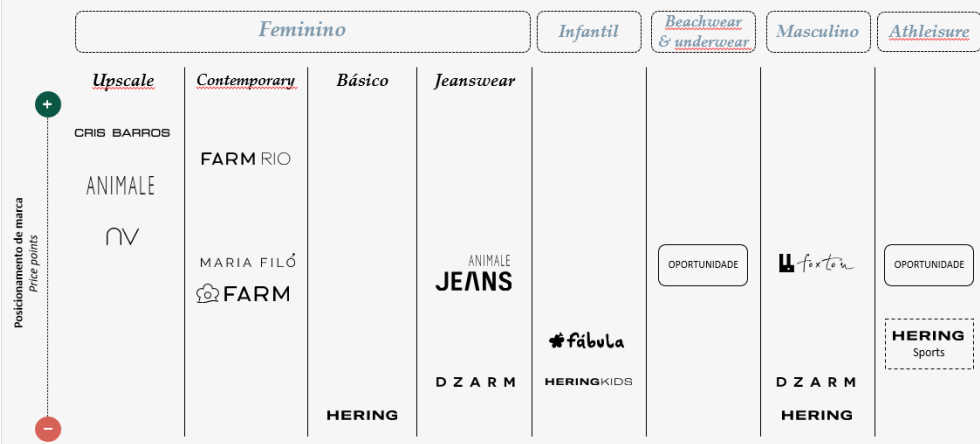 Feminino
Infantil
Beachwear
& underwear
Masculino
Athleisure
Upscale
Contemporary
Básico
Jeanswear
+
CRIS BARROS
FARM RIO
ANIMALE
NV
Posicionamento de marca
Price points
MARIA FILÓ
FARM
ANIMALE
JEANS
OPORTUNIDADE
foxton
OPORTUNIDADE
fábula
HERING
Sports
DZARM
HERINGKIDS
DZARM
HERING
HERING
−